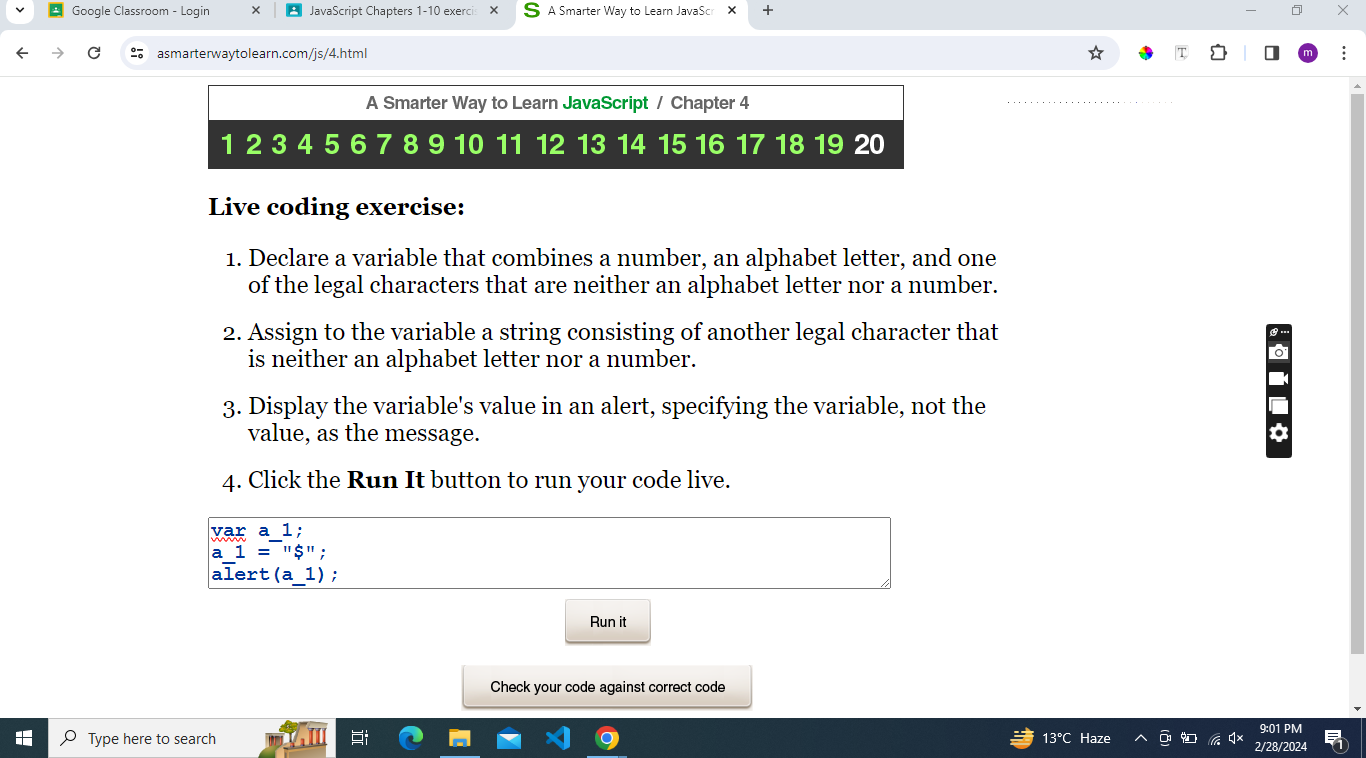 Google Classroom - Login
JavaScript Chapters 1-10 exercis
A Smarter Way to Learn JavaScr
asmarterwaytolearn.com/js/4.html
T
m
A Smarter Way to Learn JavaScript / Chapter 4
1 2 3 4 5 6 7 8 9 10 11 12 13 14 15 16 17 18 19 20
Live coding exercise:
1. Declare a variable that combines a number, an alphabet letter, and one
of the legal characters that are neither an alphabet letter nor a number.
2. Assign to the variable a string consisting of another legal character that
is neither an alphabet letter nor a number.
3. Display the variable's value in an alert, specifying the variable, not the
value, as the message.
4. Click the Run It button to run your code live.
var a_1;
a_1 = "$";
alert(a_1);
Run it
Check your code against correct code
Type here to search
13°C Haze
9:01 PM
2/28/2024
1